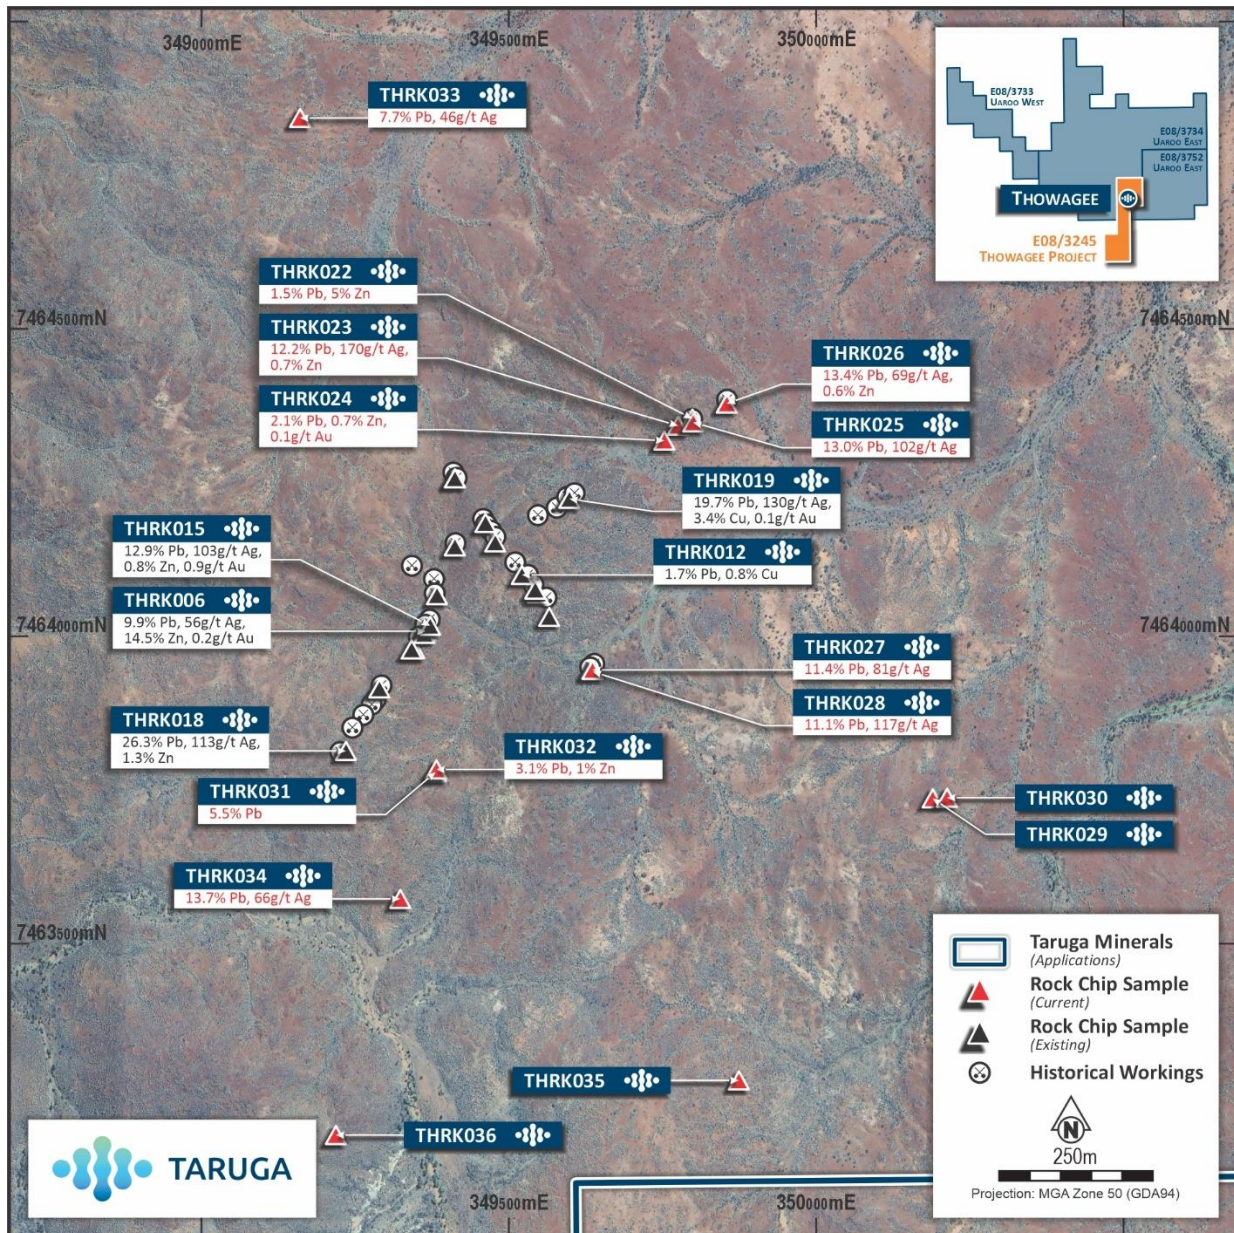 349000mE
349500mE
350000mE
THRK033
7.7% Pb, 46g/t Ag
E08/3733
UAROO WEST
E08/3734
UAROO EAST
E08/3752
UAROO EAST
THOWAGEE
E08/3245
THOWAGEE PROJECT
THRK022
1.5% Pb, 5% Zn
7464500mN
7464500mN
THRK023
12.2% Pb, 170g/t Ag,
0.7% Zn
THRK026
13.4% Pb, 69g/t Ag,
0.6% Zn
THRK024
2.1% Pb, 0.7% Zn,
0.1g/t Au
THRK025
13.0% Pb, 102g/t Ag
THRK019
19.7% Pb, 130g/t Ag,
3.4% Cu, 0.1g/t Au
THRK015
12.9% Pb, 103g/t Ag,
0.8% Zn, 0.9g/t Au
THRK012
1.7% Pb, 0.8% Cu
THRK006
9.9% Pb, 56g/t Ag,
14.5% Zn, 0.2g/t Au
7464000mN
7464000mN
THRK027
11.4% Pb, 81g/t Ag
THRK028
11.1% Pb, 117g/t Ag
THRK018
26.3% Pb, 113g/t Ag,
1.3% Zn
THRK032
3.1% Pb, 1% Zn
THRK031
5.5% Pb
THRK030
THRK029
THRK034
13.7% Pb, 66g/t Ag
7463500mN
Taruga Minerals
(Applications)
Rock Chip Sample
(Current)
Rock Chip Sample
(Existing)
Historical Workings
N
250m
Projection: MGA Zone 50 (GDA94)
THRK035
THRK036
TARUGA
349500mE
350000mE